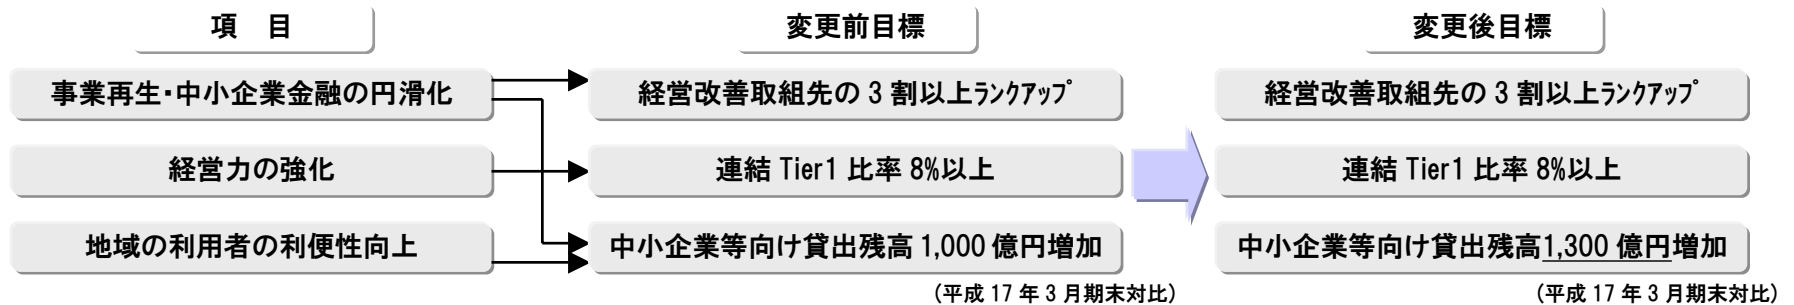 項　目　変更前目標　変更後目標
事業再生・中小企業金融の円滑化　経営改善取組先の 3 割以上ﾗﾝｸｱｯﾌﾟ　経営改善取組先の 3 割以上ﾗﾝｸｱｯﾌﾟ
経営力の強化　連結 Tier1 比率 8%以上　連結 Tier1 比率 8%以上
地域の利用者の利便性向上　中小企業等向け貸出残高 1,000 億円増加　中小企業等向け貸出残高1,300 億円増加
（平成 17 年 3 月期末対比）　（平成 17 年 3 月期末対比）